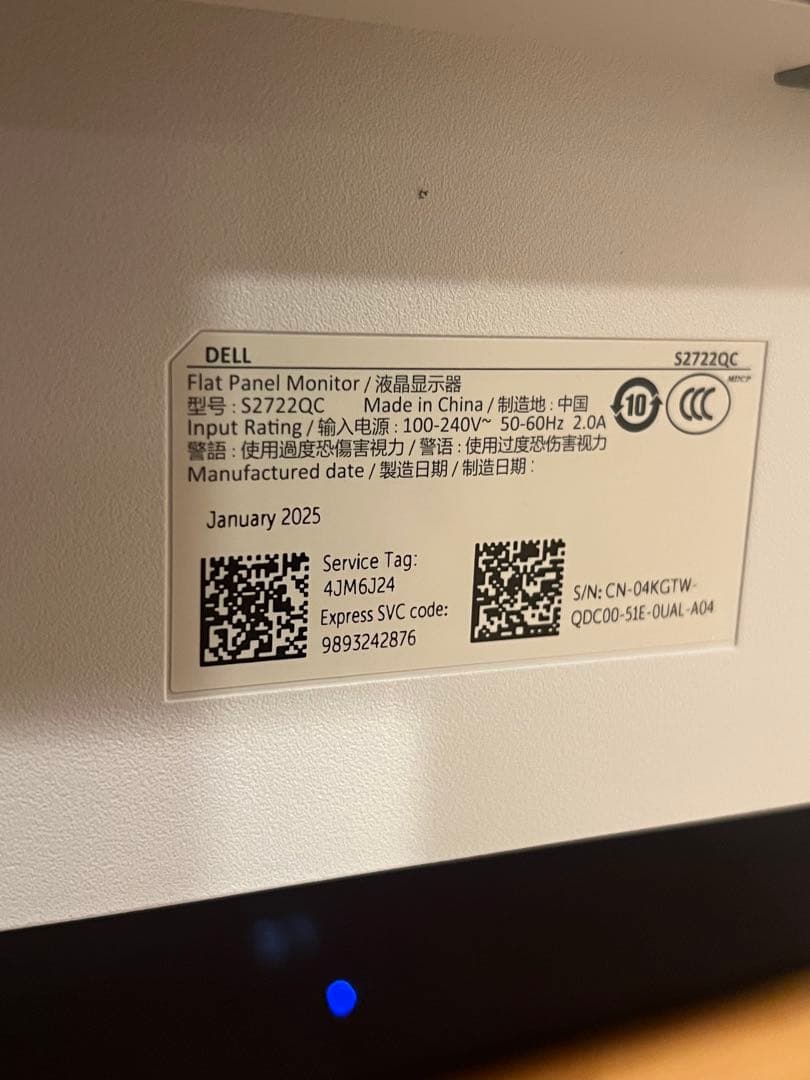 DELL S2722QC
Flat Panel Monitor / 液晶显示器
型号 : S2722QC Made in China / 制造地 : 中国
Input Rating / 输入电源 : 100-240V~ 50-60Hz 2.0A
警語 : 使用過度恐傷害視力 / 警语 : 使用过度恐伤害视力
Manufactured date / 製造日期 / 制造日期 :
10
CCC
January 2025
Service Tag:
4JM6J24
Express SVC code:
9893242876
S/N: CN-04KGTW-
QDC00-51E-0UAL-A04